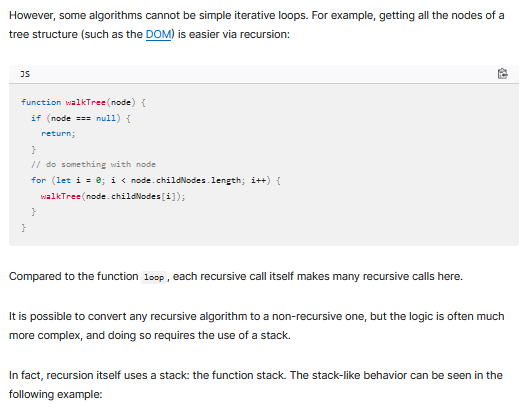 However, some algorithms cannot be simple iterative loops. For example, getting all the nodes of a
tree structure (such as the DOM) is easier via recursion:
JS
function walkTree(node) {
  if (node === null) {
    return;
  }
  // do something with node
  for (let i = 0; i < node.childNodes.length; i++) {
    walkTree(node.childNodes[i]);
  }
}
Compared to the function loop, each recursive call itself makes many recursive calls here.
It is possible to convert any recursive algorithm to a non-recursive one, but the logic is often much
more complex, and doing so requires the use of a stack.
In fact, recursion itself uses a stack: the function stack. The stack-like behavior can be seen in the
following example: